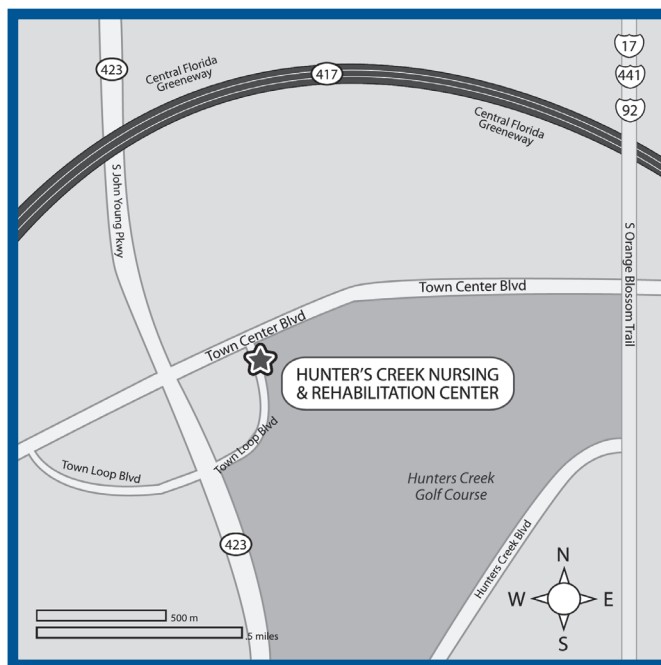 423
Central Florida
Greeneway
417
17
441
92
Central Florida
Greeneway
S John Young Pkwy
S Orange Blossom Trail
Town Center Blvd
Town Center Blvd
HUNTER'S CREEK NURSING
& REHABILITATION CENTER
Town Loop Blvd
Town Loop Blvd
Hunters Creek
Golf Course
423
Hunters Creek Blvd
N
W
E
S
500 m
.5 miles